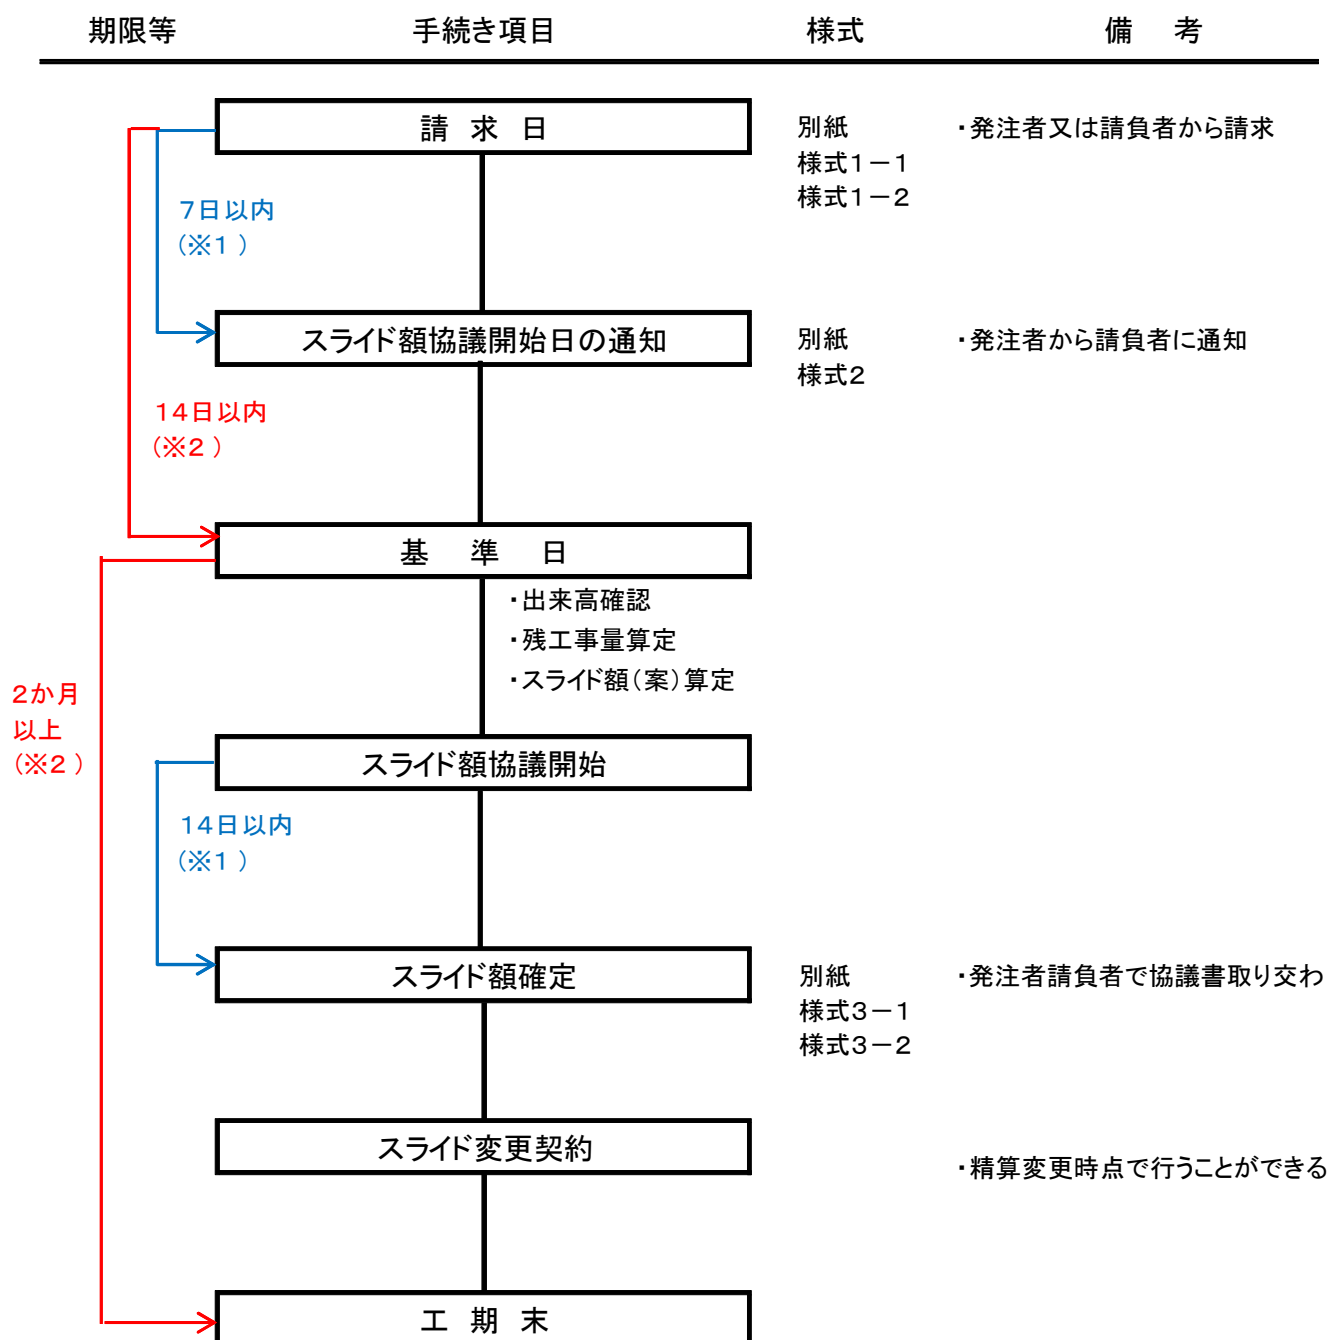 期限等 手続き項目 様式 備 考
請 求 日 別紙 ・発注者又は請負者から請求
様式1-1
様式1-2
7日以内
(※1 )
スライド額協議開始日の通知 別紙 ・発注者から請負者に通知
様式2
14日以内
(※2 )
基 準 日
・出来高確認
・残工事量算定
・スライド額(案)算定
2か月
以上
(※2 )
スライド額協議開始
14日以内
(※1 )
スライド額確定 別紙 ・発注者請負者で協議書取り交わ
様式3-1
様式3-2
スライド変更契約
・精算変更時点で行うことができる
工 期 末